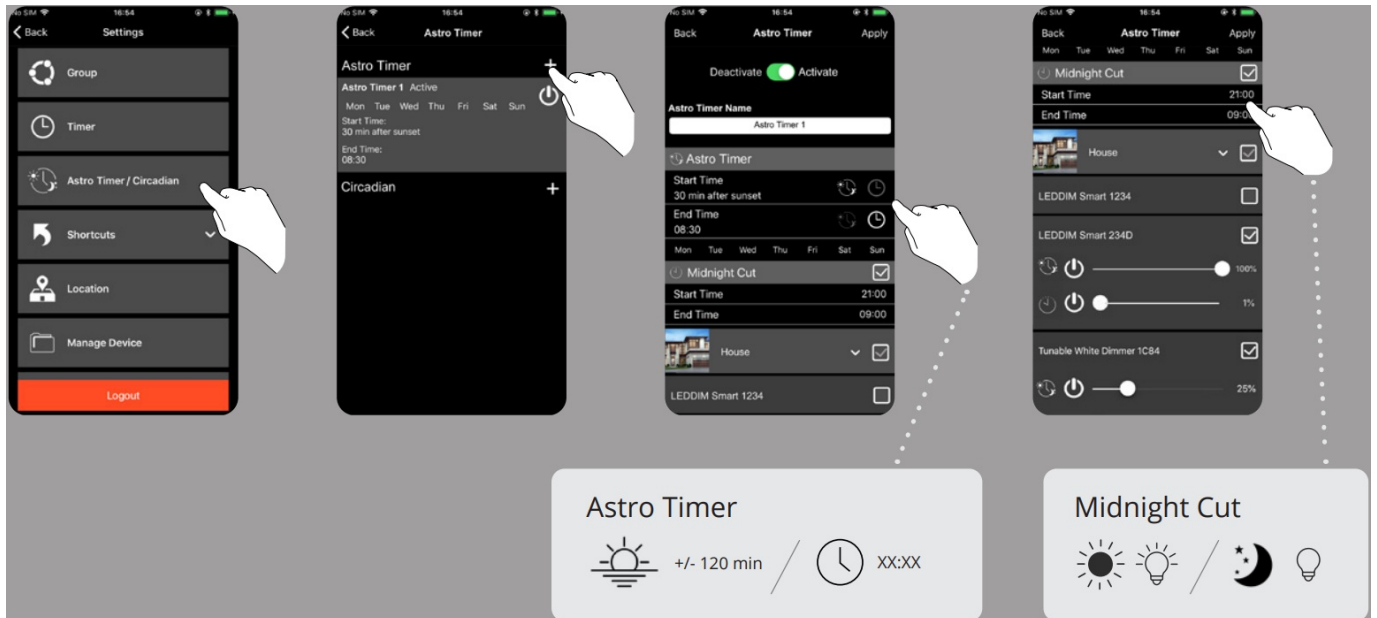 No SIM 16:54
Back Settings
Group
Timer
Astro Timer / Circadian
Shortcuts
Location
Manage Device
Logout
No SIM 16:54
Back Astro Timer
Astro Timer +
Astro Timer 1 Active
Mon Tue Wed Thu Fri Sat Sun
Start Time:
30 min after sunset
End Time:
08:30
Circadian +
No SIM 16:54
Back Astro Timer Apply
Deactivate Activate
Astro Timer Name
Astro Timer 1
Astro Timer
Start Time
30 min after sunset
End Time
08:30
Mon Tue Wed Thu Fri Sat Sun
Midnight Cut
Start Time 21:00
End Time 09:00
House
LEDDIM Smart 1234
No SIM 16:54
Back Astro Timer Apply
Mon Tue Wed Thu Fri Sat Sun
Midnight Cut
Start Time 21:00
End Time 09:0
House
LEDDIM Smart 1234
LEDDIM Smart 234D
100%
1%
Tunable White Dimmer 1C84
25%
Astro Timer
+/- 120 min / XX:XX
Midnight Cut